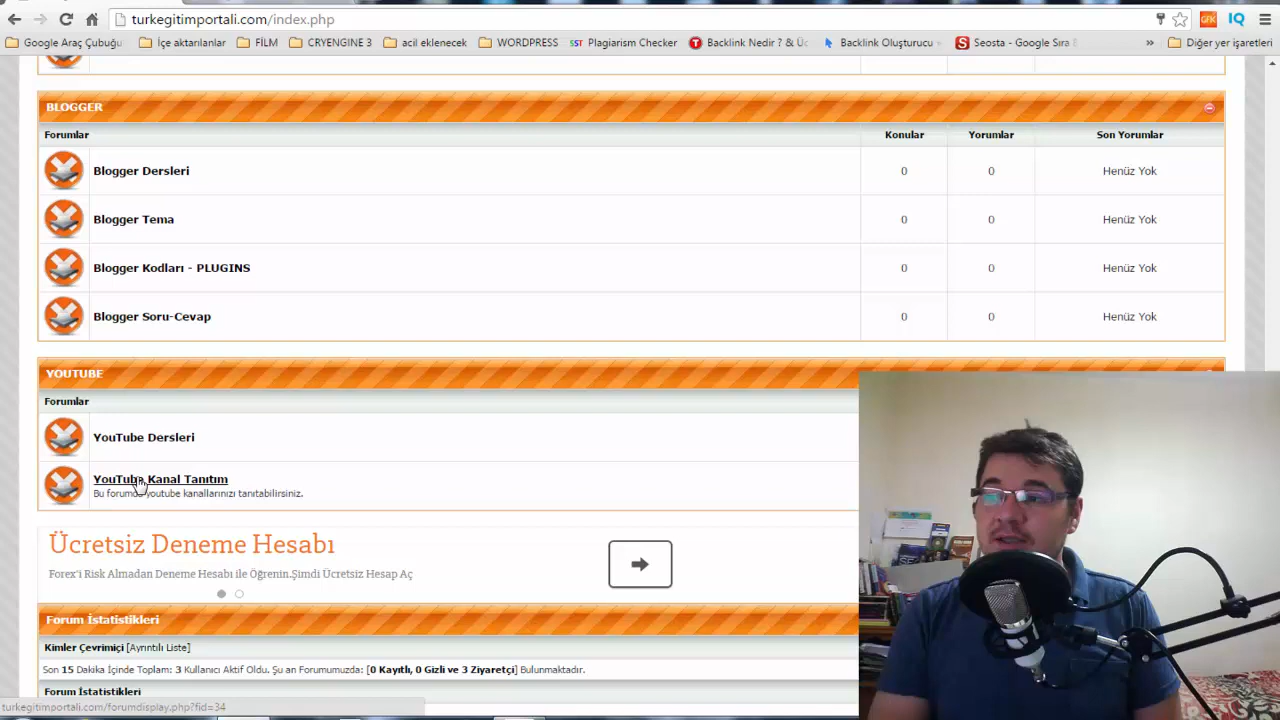 turkegitimportali.com/index.php
GFK
IQ
Google Araç Çubuğu
İçe aktarılanlar
FİLM
CRYENGINE 3
acil eklenecek
WORDPRESS
SST Plagiarism Checker
T Backlink Nedir ? & Üc
Backlink Oluşturucu
S Seosta - Google Sıra B
»
Diğer yer işaretleri
BLOGGER
Forumlar Konular Yorumlar Son Yorumlar
Blogger Dersleri 0 0 Henüz Yok
Blogger Tema 0 0 Henüz Yok
Blogger Kodları - PLUGINS 0 0 Henüz Yok
Blogger Soru-Cevap 0 0 Henüz Yok
YOUTUBE
Forumlar
YouTube Dersleri
YouTube Kanal Tanıtım
Bu forumda youtube kanallarınızı tanıtabilirsiniz.
Ücretsiz Deneme Hesabı
Forex'i Risk Almadan Deneme Hesabı ile Öğrenin.Şimdi Ücretsiz Hesap Aç
Forum İstatistikleri
Kimler Çevrimiçi [Ayrıntılı Liste]
Son 15 Dakika İçinde Toplam: 3 Kullanıcı Aktif Oldu. Şu an Forumumuzda: [0 Kayıtlı, 0 Gizli ve 3 Ziyaretçi] Bulunmaktadır.
Forum İstatistikleri
turkegitimportali.com/forumdisplay.php?fid=34